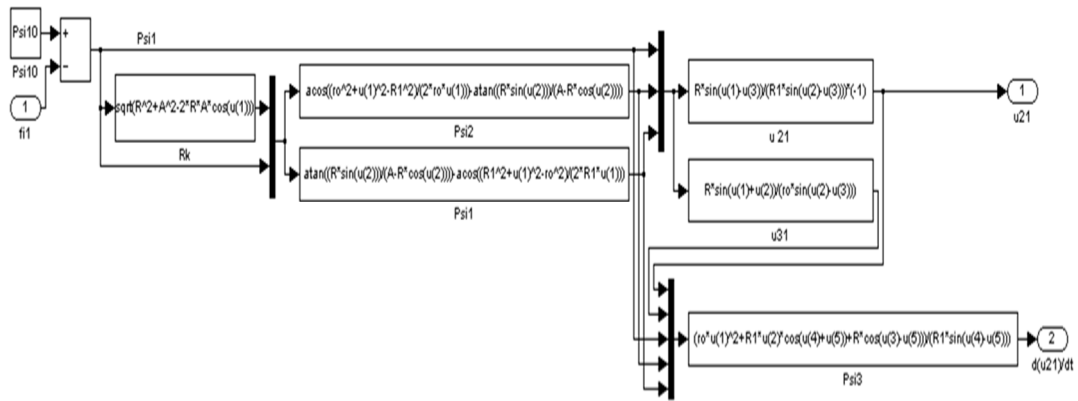 Psi10
Psi10
+
-
1
fi1
Psi1
sqrt(R^2+A^2-2*R*A*cos(u(1)))
Rk
acos((ro^2+u(1)^2-R1^2)/(2*ro*u(1)))-atan((R*sin(u(2)))/(A-R*cos(u(2))))
Psi2
atan((R*sin(u(2)))/(A-R*cos(u(2))))-acos((R1^2+u(1)^2-ro^2)/(2*R1*u(1)))
Psi1
R*sin(u(1)-u(3))/(R1*sin(u(2)-u(3)))*(-1)
u 21
R*sin(u(1)+u(2))/(ro*sin(u(2)-u(3)))
u31
1
u21
(ro*u(1)^2+R1*u(2)*cos(u(4)+u(5))+R*cos(u(3)-u(5)))/(R1*sin(u(4)-u(5)))
Psi3
2
d(u21)/dt